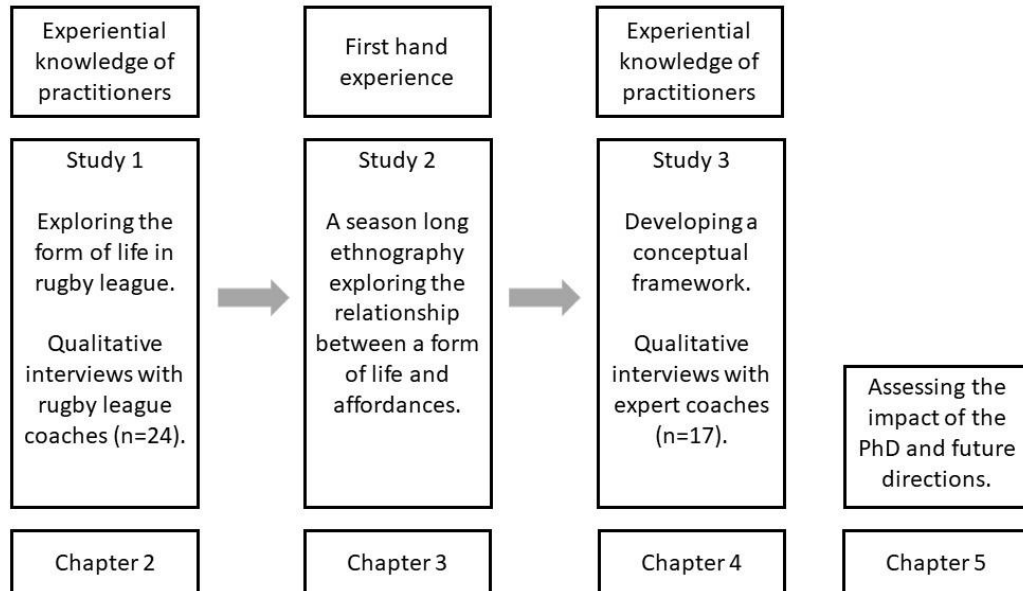 Experiential
knowledge of
practitioners
First hand
experience
Experiential
knowledge of
practitioners
Study 1
Exploring the
form of life in
rugby league.
Qualitative
interviews with
rugby league
coaches (n=24).
Study 2
A season long
ethnography
exploring the
relationship
between a form
of life and
affordances.
Study 3
Developing a
conceptual
framework.
Qualitative
interviews with
expert coaches
(n=17).
Assessing the
impact of the
PhD and future
directions.
Chapter 2
Chapter 3
Chapter 4
Chapter 5